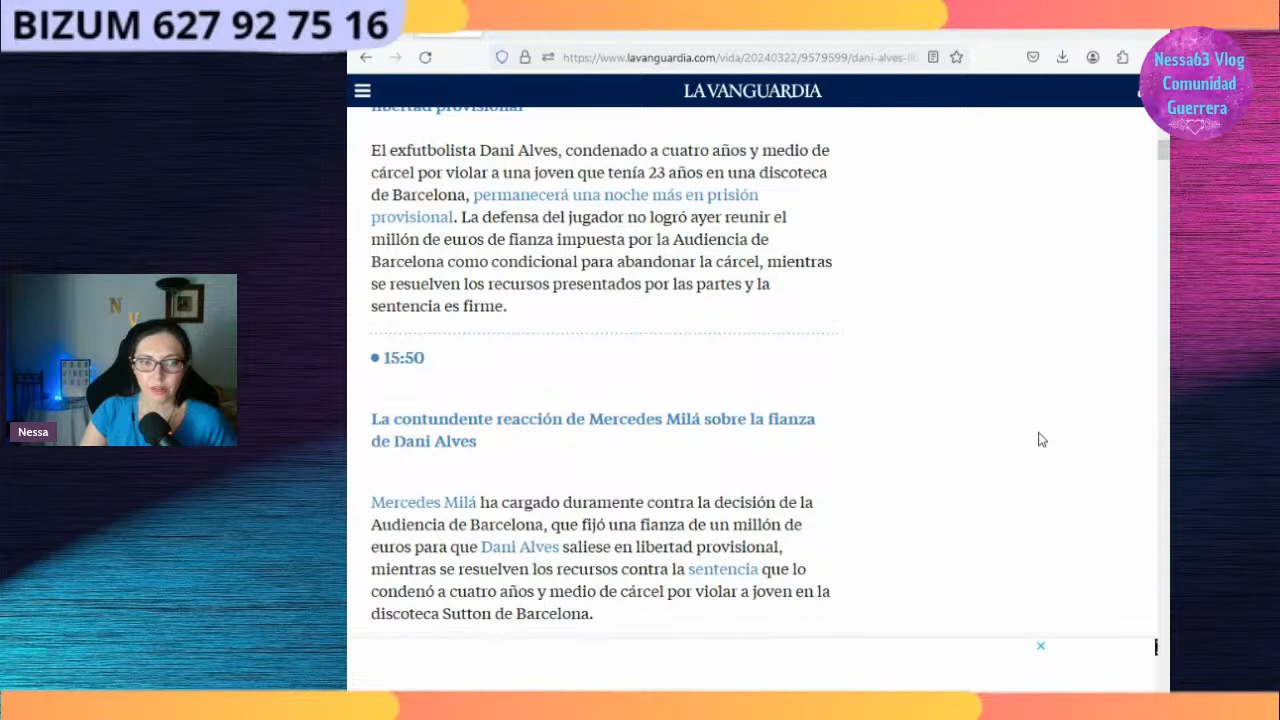 BIZUM 627 92 75 16
https://www.lavanguardia.com/vida/20240322/9579599/dani-alves-li
Nessa63 Vlog
Comunidad
Guerrera
LA VANGUARDIA
libertad provisional
El exfutbolista Dani Alves, condenado a cuatro años y medio de
cárcel por violar a una joven que tenía 23 años en una discoteca
de Barcelona, permanecerá una noche más en prisión
provisional. La defensa del jugador no logró ayer reunir el
millón de euros de fianza impuesta por la Audiencia de
Barcelona como condicional para abandonar la cárcel, mientras
se resuelven los recursos presentados por las partes y la
sentencia es firme.
15:50
La contundente reacción de Mercedes Milá sobre la fianza
de Dani Alves
Mercedes Milá ha cargado duramente contra la decisión de la
Audiencia de Barcelona, que fijó una fianza de un millón de
euros para que Dani Alves saliese en libertad provisional,
mientras se resuelven los recursos contra la sentencia que lo
condenó a cuatro años y medio de cárcel por violar a joven en la
discoteca Sutton de Barcelona.
N
V
Nessa